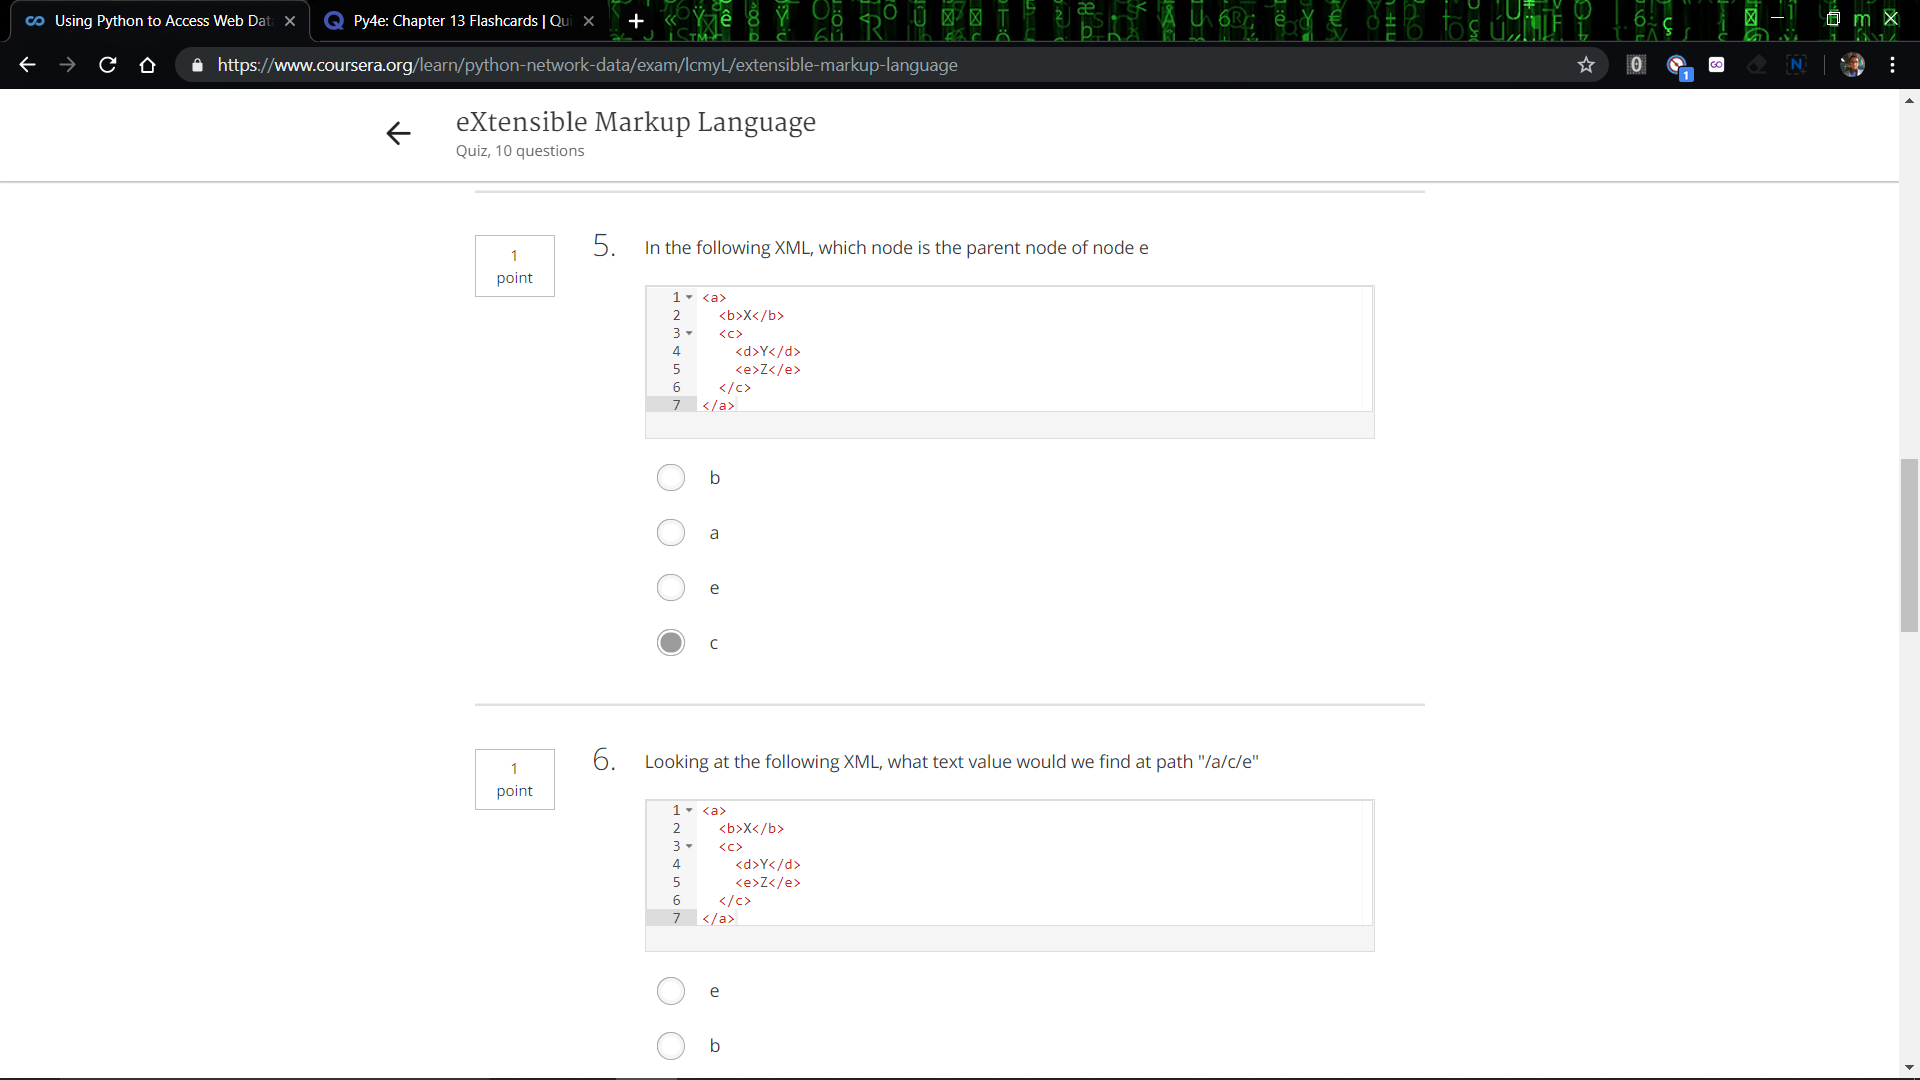 Using Python to Access Web Dat
Py4e: Chapter 13 Flashcards | Qu
https://www.coursera.org/learn/python-network-data/exam/lcmyL/extensible-markup-language
1
eXtensible Markup Language
Quiz, 10 questions
1
point
5.
In the following XML, which node is the parent node of node e
1 <a>
2 <b>X</b>
3 <c>
4 <d>Y</d>
5 <e>Z</e>
6 </c>
7 </a>
b
a
e
c
1
point
6.
Looking at the following XML, what text value would we find at path "/a/c/e"
1 <a>
2 <b>X</b>
3 <c>
4 <d>Y</d>
5 <e>Z</e>
6 </c>
7 </a>
e
b